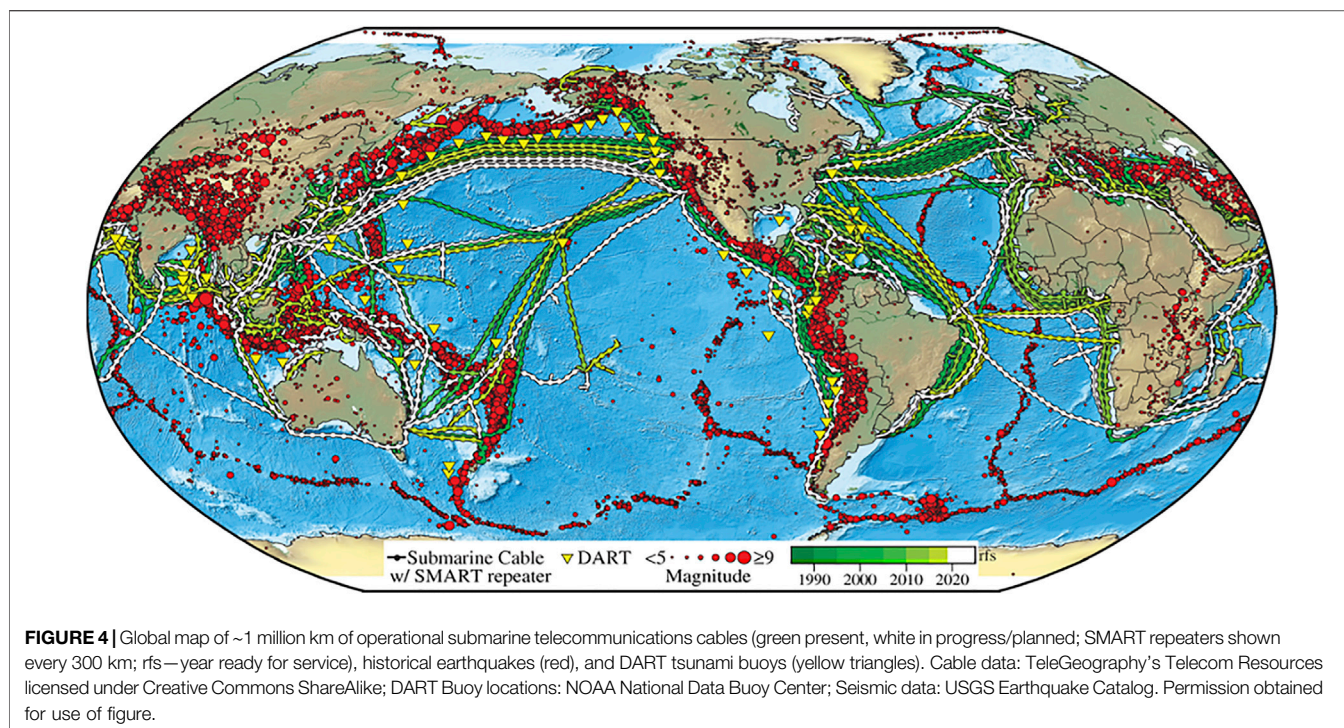 Submarine Cable
w/ SMART repeater
DART
<5
≥9
Magnitude
rfs
1990 2000 2010 2020
FIGURE 4 | Global map of ~1 million km of operational submarine telecommunications cables (green present, white in progress/planned; SMART repeaters shown
every 300 km; rfs—year ready for service), historical earthquakes (red), and DART tsunami buoys (yellow triangles). Cable data: TeleGeography's Telecom Resources
licensed under Creative Commons ShareAlike; DART Buoy locations: NOAA National Data Buoy Center; Seismic data: USGS Earthquake Catalog. Permission obtained
for use of figure.